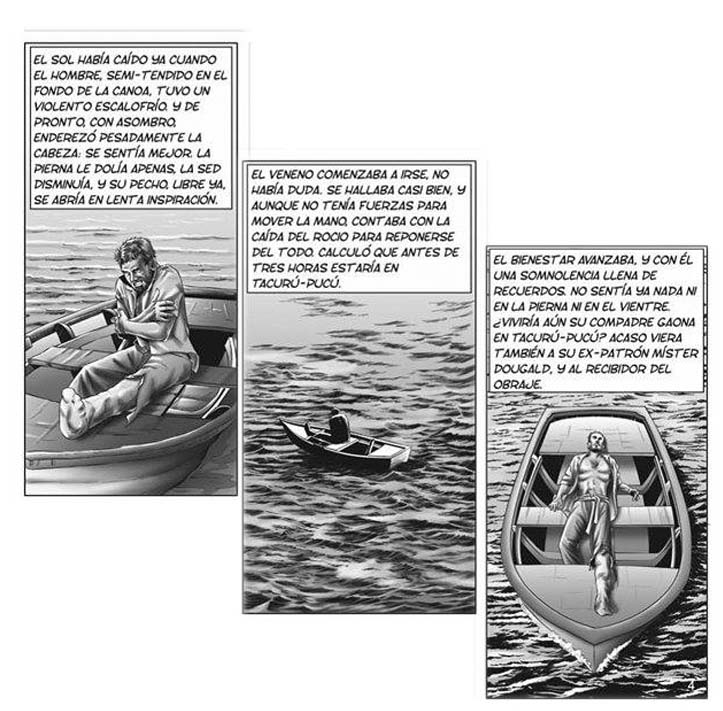 EL SOL HABÍA CAÍDO YA CUANDO
EL HOMBRE, SEMI-TENDIDO EN EL
FONDO DE LA CANOA, TUVO UN
VIOLENTO ESCALOFRÍO. Y DE
PRONTO, CON ASOMBRO,
ENDEREZÓ PESADAMENTE LA
CABEZA: SE SENTÍA MEJOR. LA
PIERNA LE DOLÍA APENAS, LA SED
DISMINUÍA, Y SU PECHO, LIBRE YA,
SE ABRÍA EN LENTA INSPIRACIÓN.
EL VENENO COMENZABA A IRSE, NO
HABÍA DUDA. SE HALLABA CASI BIEN, Y
AUNQUE NO TENÍA FUERZAS PARA
MOVER LA MANO, CONTABA CON LA
CAÍDA DEL ROCIO PARA REPONERSE
DEL TODO. CALCULÓ QUE ANTES DE
TRES HORAS ESTARÍA EN
TACURÚ-PUCÚ.
EL BIENESTAR AVANZABA, Y CON ÉL
UNA SOMNOLENCIA LLENA DE
RECUERDOS. NO SENTÍA YA NADA NI
EN LA PIERNA NI EN EL VIENTRE.
¿VIVIRÍA AÚN SU COMPADRE GAONA
EN TACURÚ-PUCÚ? ACASO VIERA
TAMBIÉN A SU EX-PATRÓN MÍSTER
DOUGALD, Y AL RECIBIDOR DEL
OBRAJE.
4